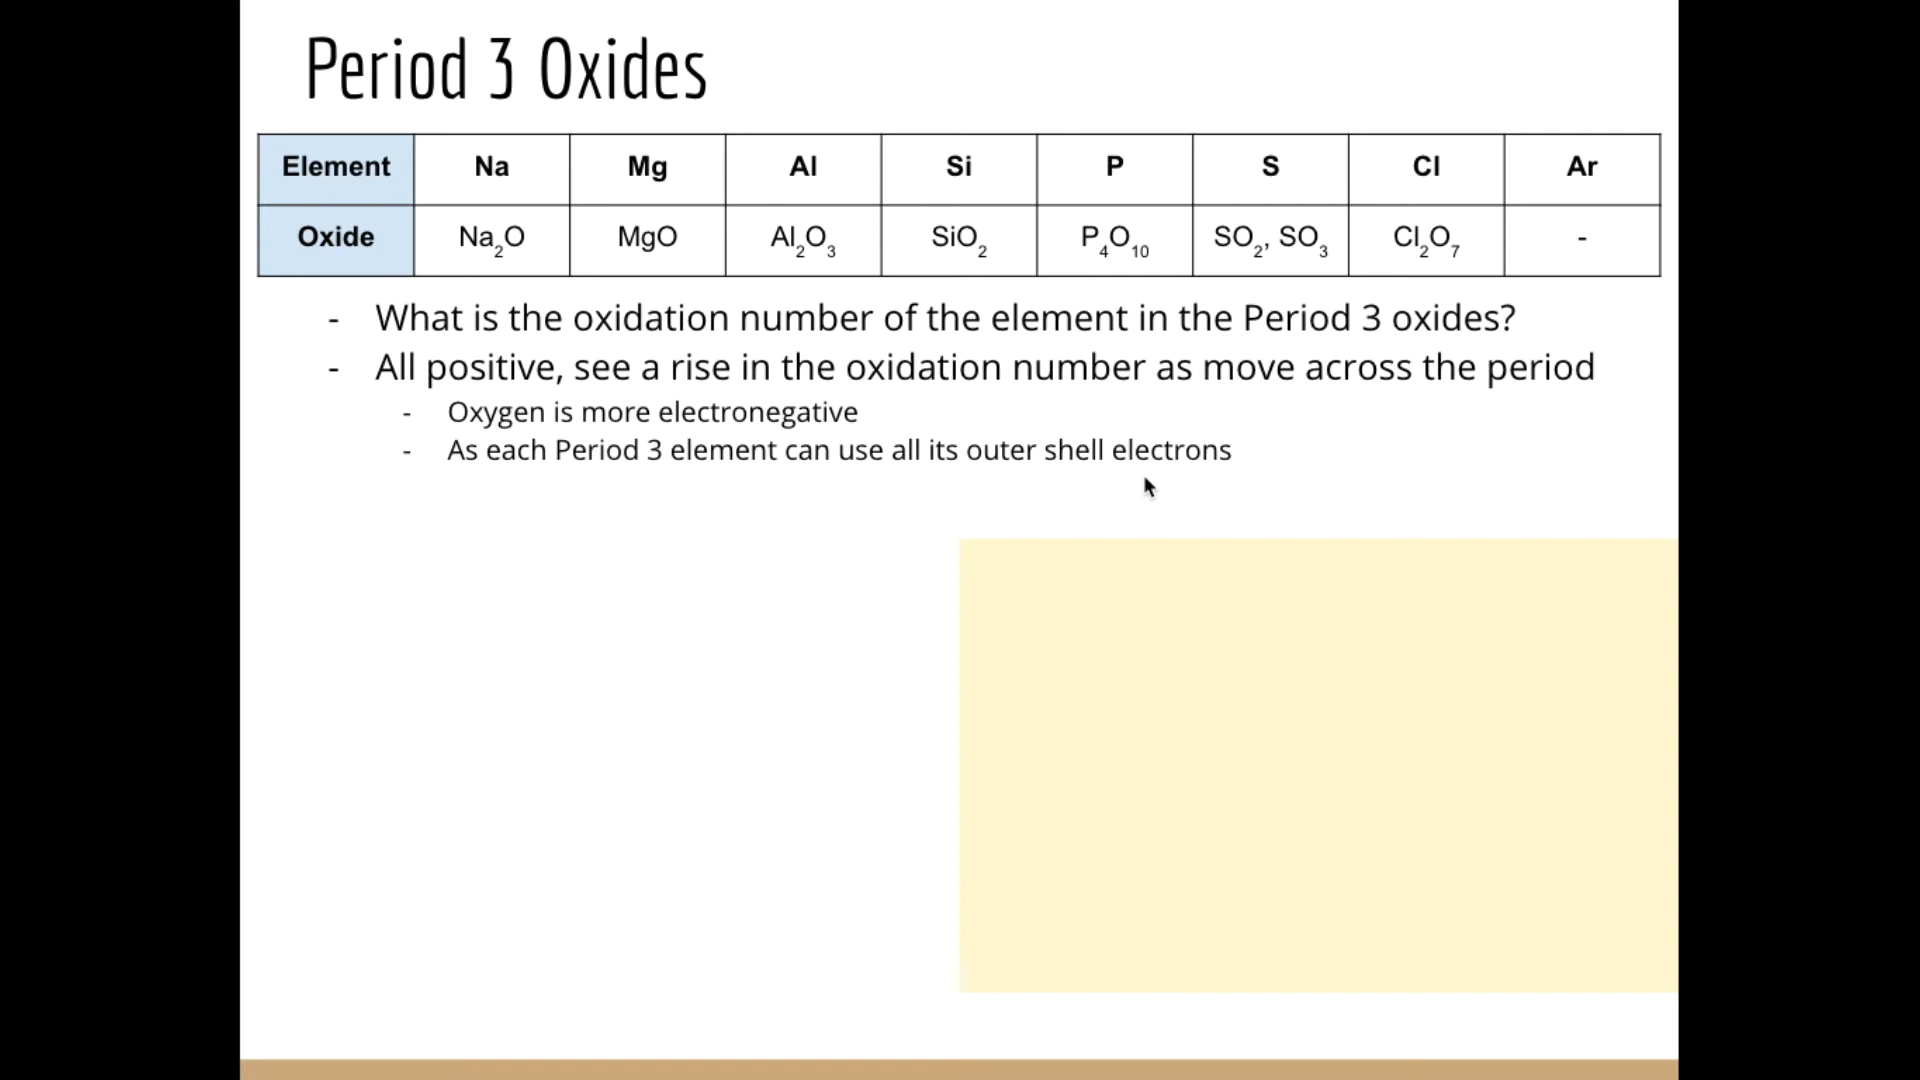 Period 3 Oxides
Element Na Mg Al Si P S Cl Ar
Oxide Na₂O MgO Al₂O₃ SiO₂ P₄O₁₀ SO₂, SO₃ Cl₂O₇ -
- What is the oxidation number of the element in the Period 3 oxides?
- All positive, see a rise in the oxidation number as move across the period
- Oxygen is more electronegative
- As each Period 3 element can use all its outer shell electrons